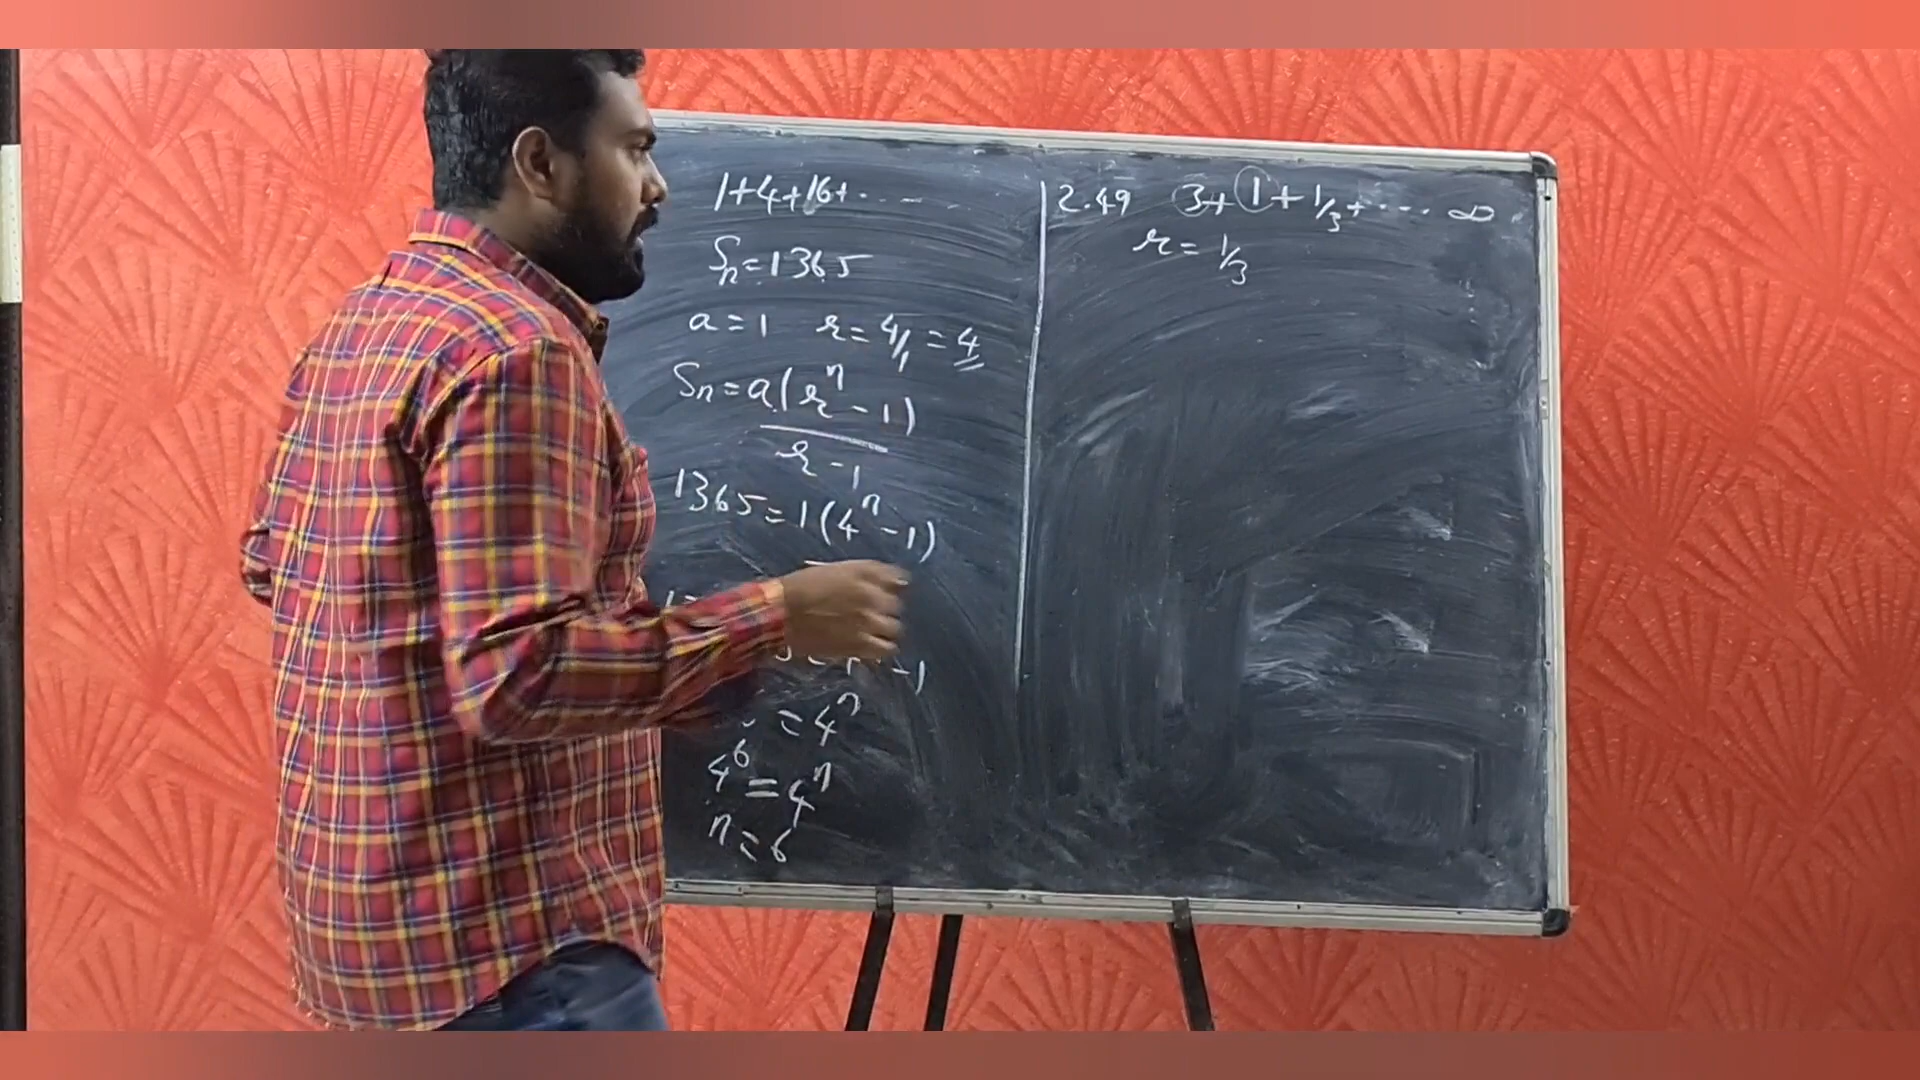 1+4+16+.....
Sn=1365
a=1 r=4/1=4
Sn=a(r^n-1)
r-1
1365=1(4^n-1)
-1
=4^n
4^6=4^n
n=6
2.49 3+1+1/3+.... ∞
r=1/3